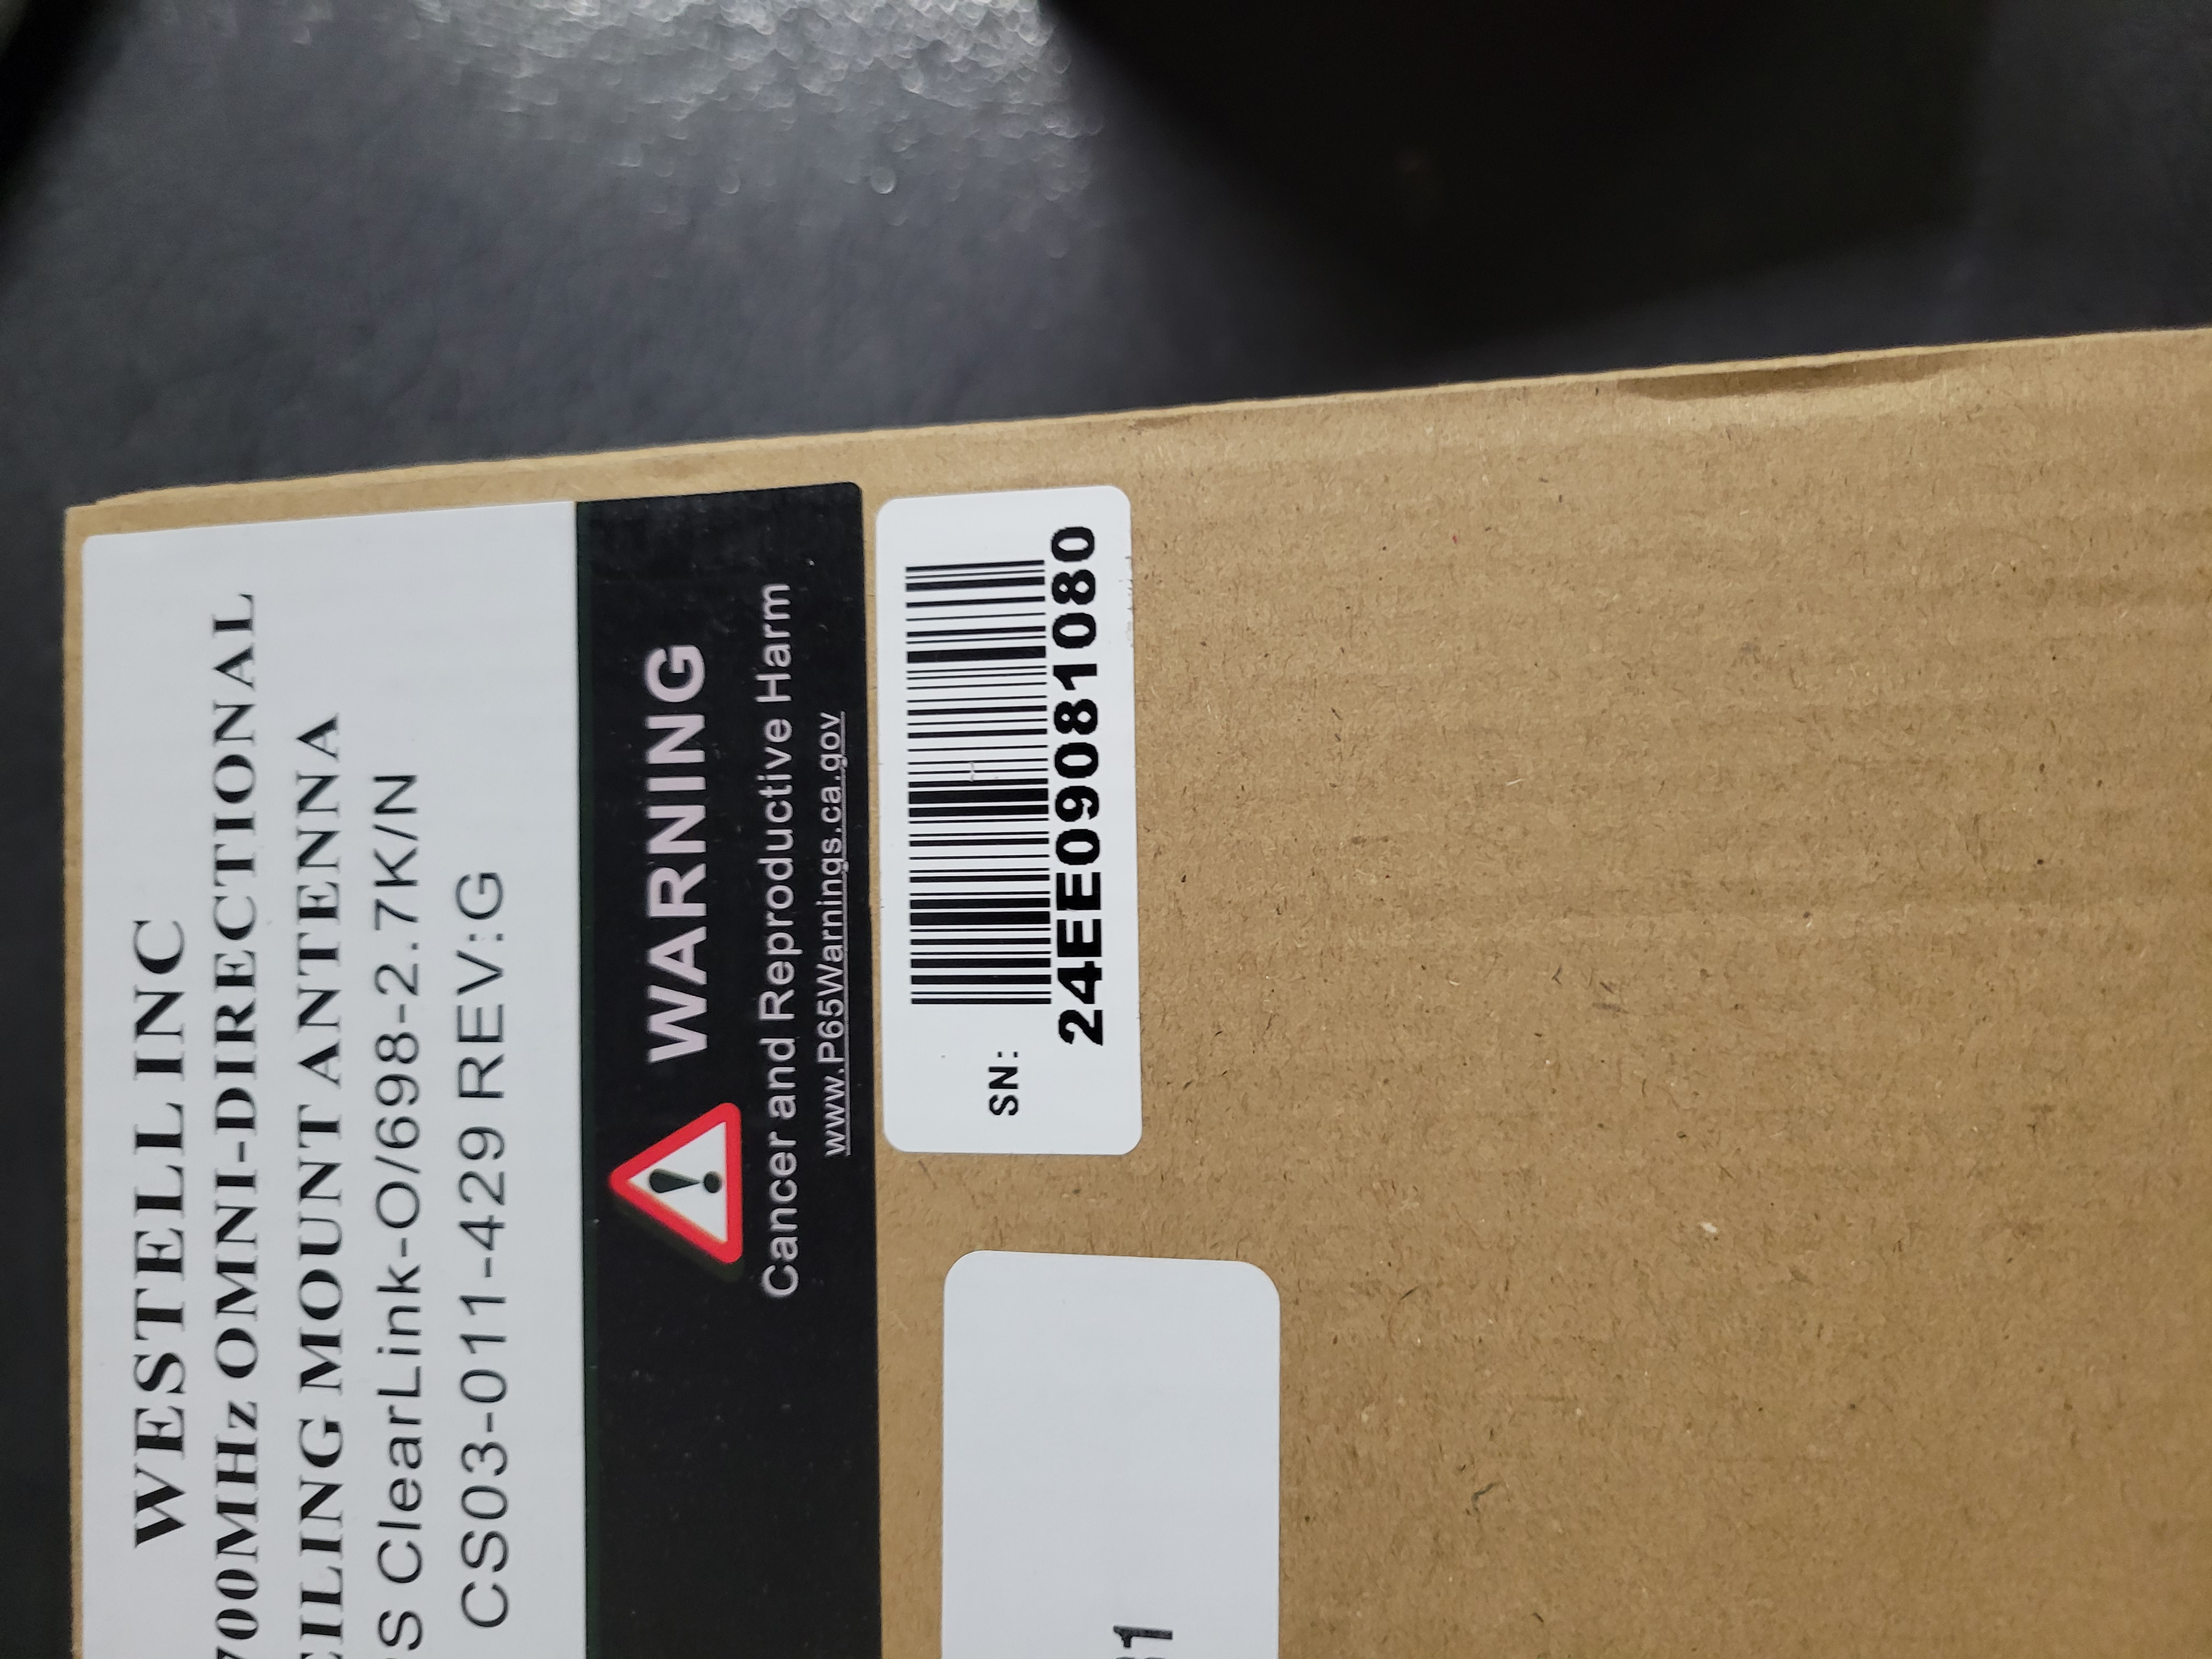 WESTELL INC
700MHz OMNI-DIRECTIONAL
CEILING MOUNT ANTENNA
S ClearLink-O/698-2.7K/N
CS03-011-429 REV:G
WARNING
Cancer and Reproductive Harm
www.P65Warnings.ca.gov
SN:
24EE09081080